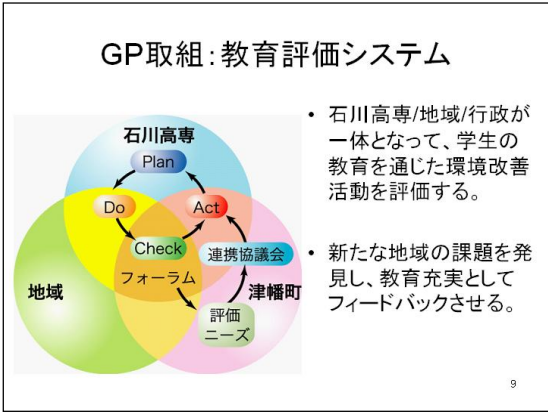 GP取組：教育評価システム
石川高専
Plan
Do
Act
Check
連携協議会
フォーラム
地域
津幡町
評価
ニーズ
• 石川高専/地域/行政が
一体となって、学生の
教育を通じた環境改善
活動を評価する。
• 新たな地域の課題を発
見し、教育充実として
フィードバックさせる。
9